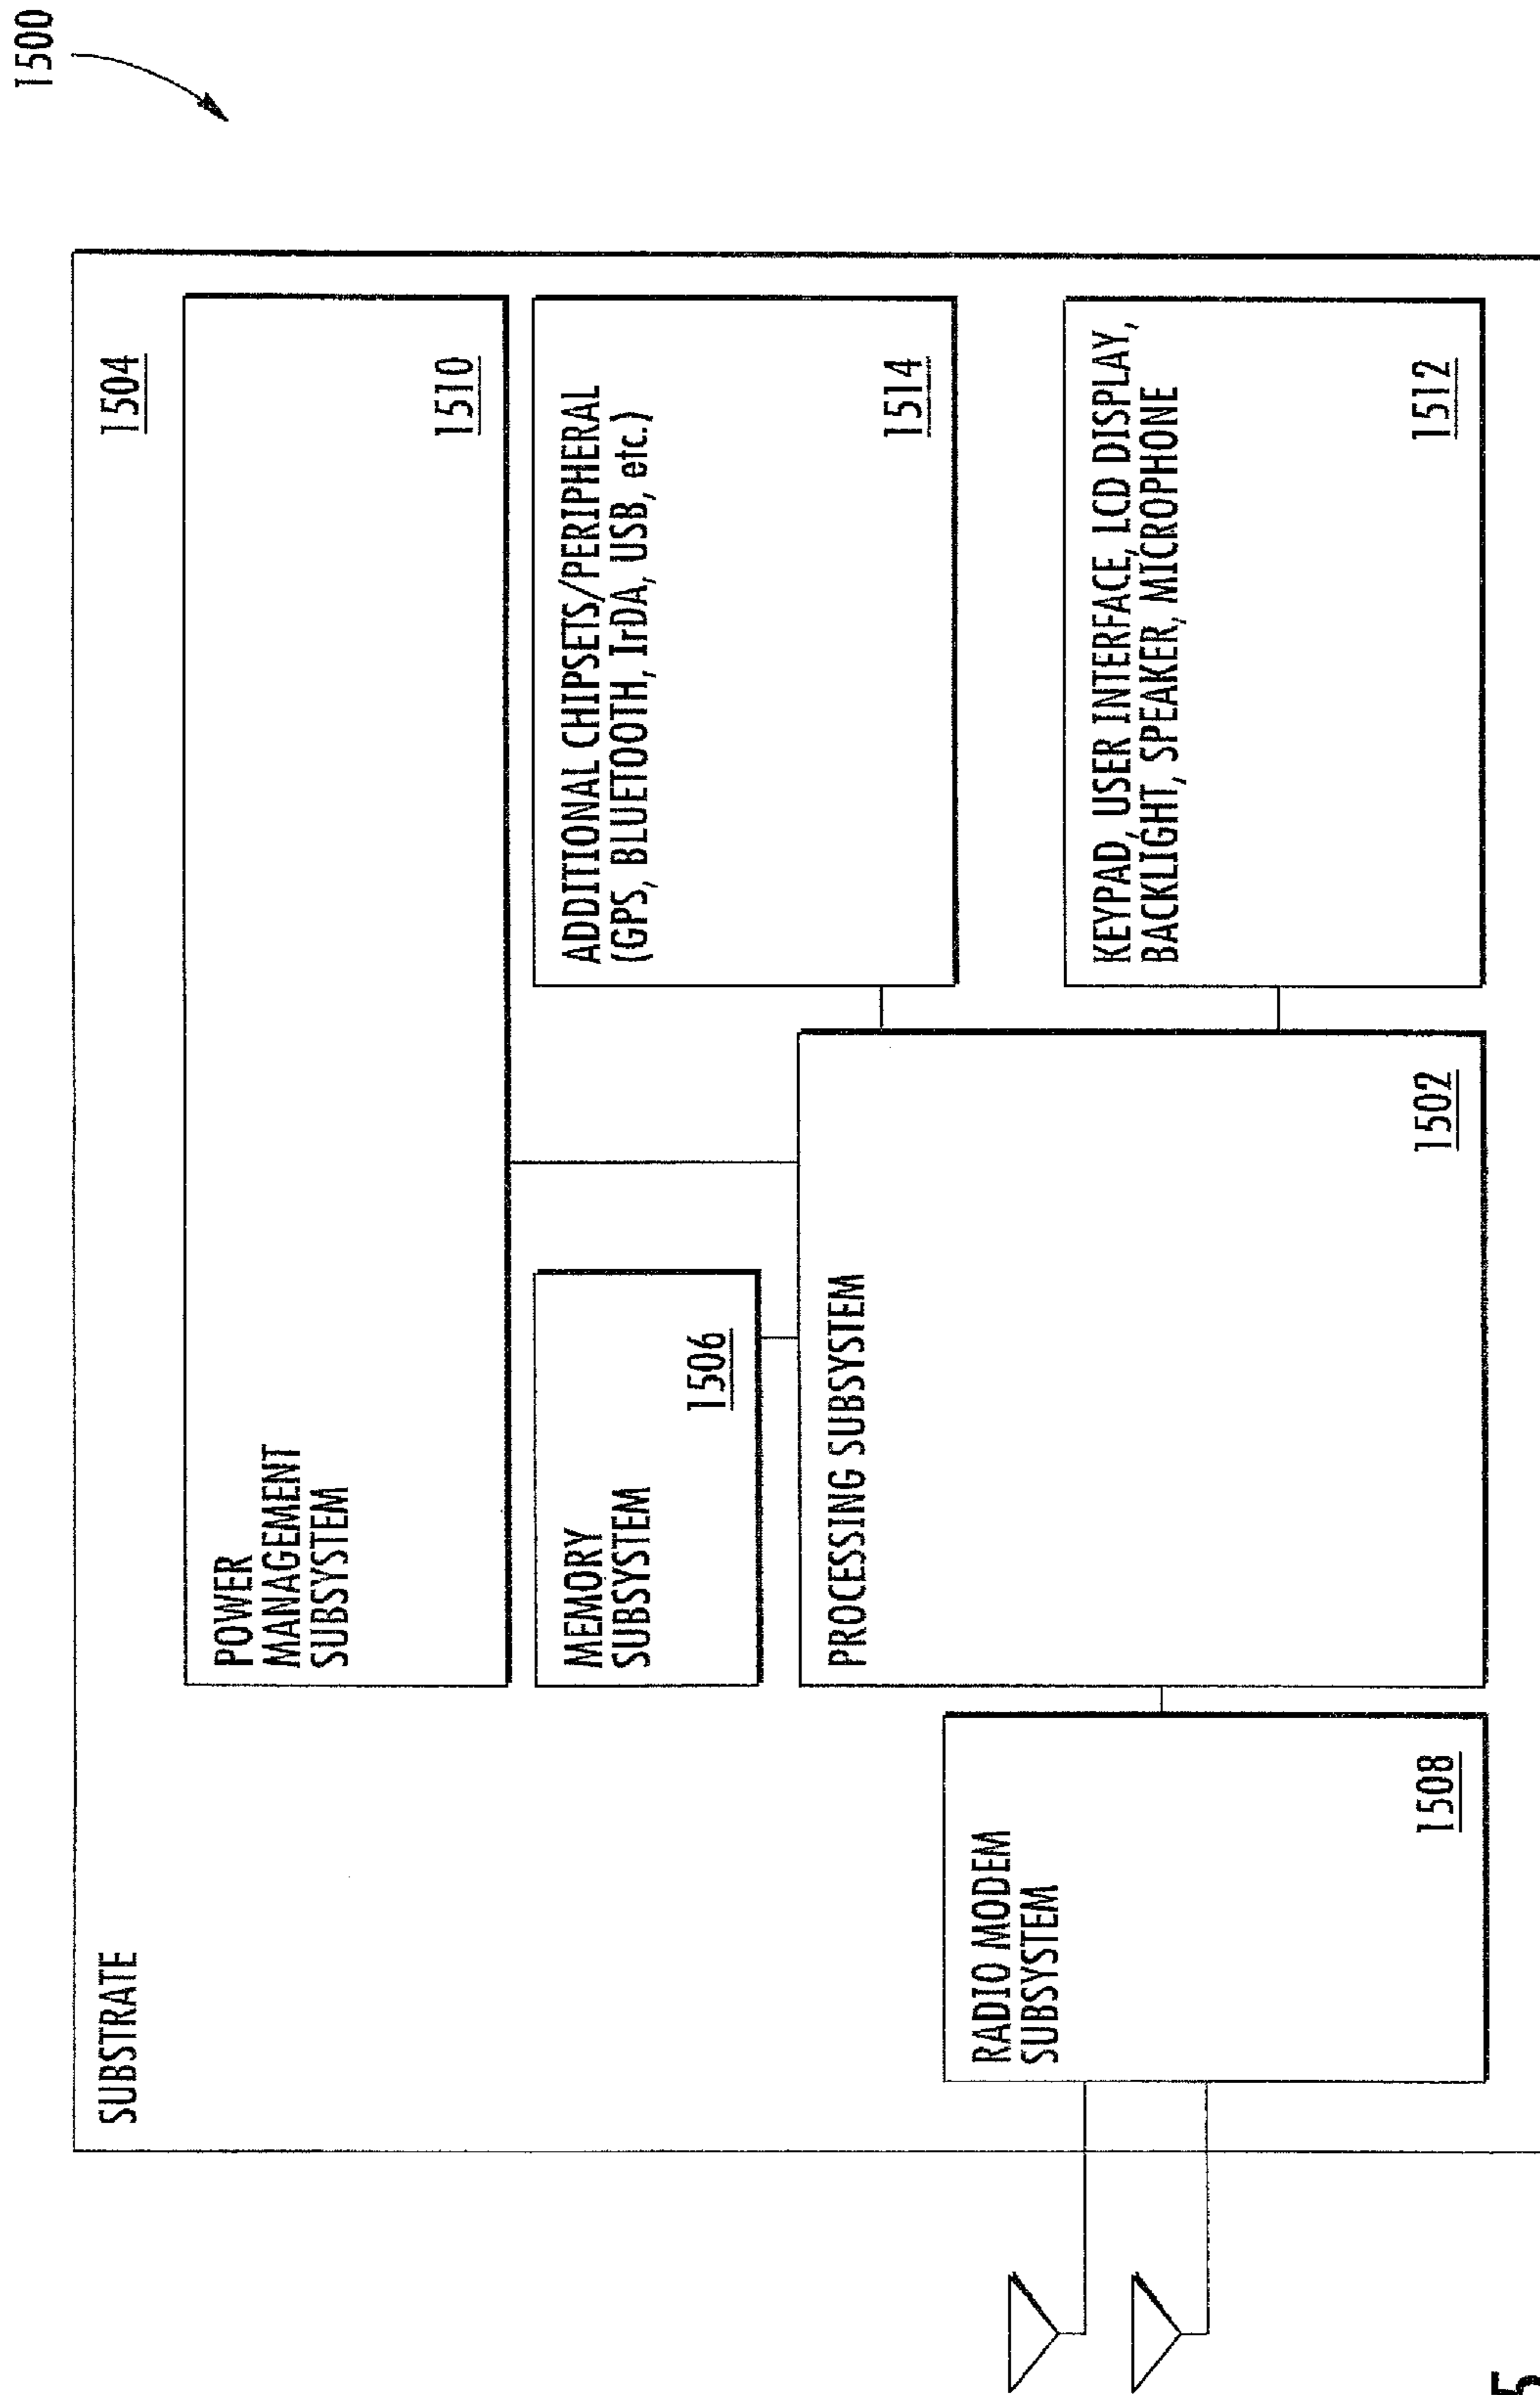 1500
SUBSTRATE
1504
POWER
MANAGEMENT
SUBSYSTEM
1510
MEMORY
SUBSYSTEM
1506
ADDITIONAL CHIPSETS/PERIPHERAL
(GPS, BLUETOOTH, IrDA, USB, etc.)
1514
PROCESSING SUBSYSTEM
1502
RADIO MODEM
SUBSYSTEM
1508
KEYPAD, USER INTERFACE, LCD DISPLAY,
BACKLIGHT, SPEAKER, MICROPHONE
1512